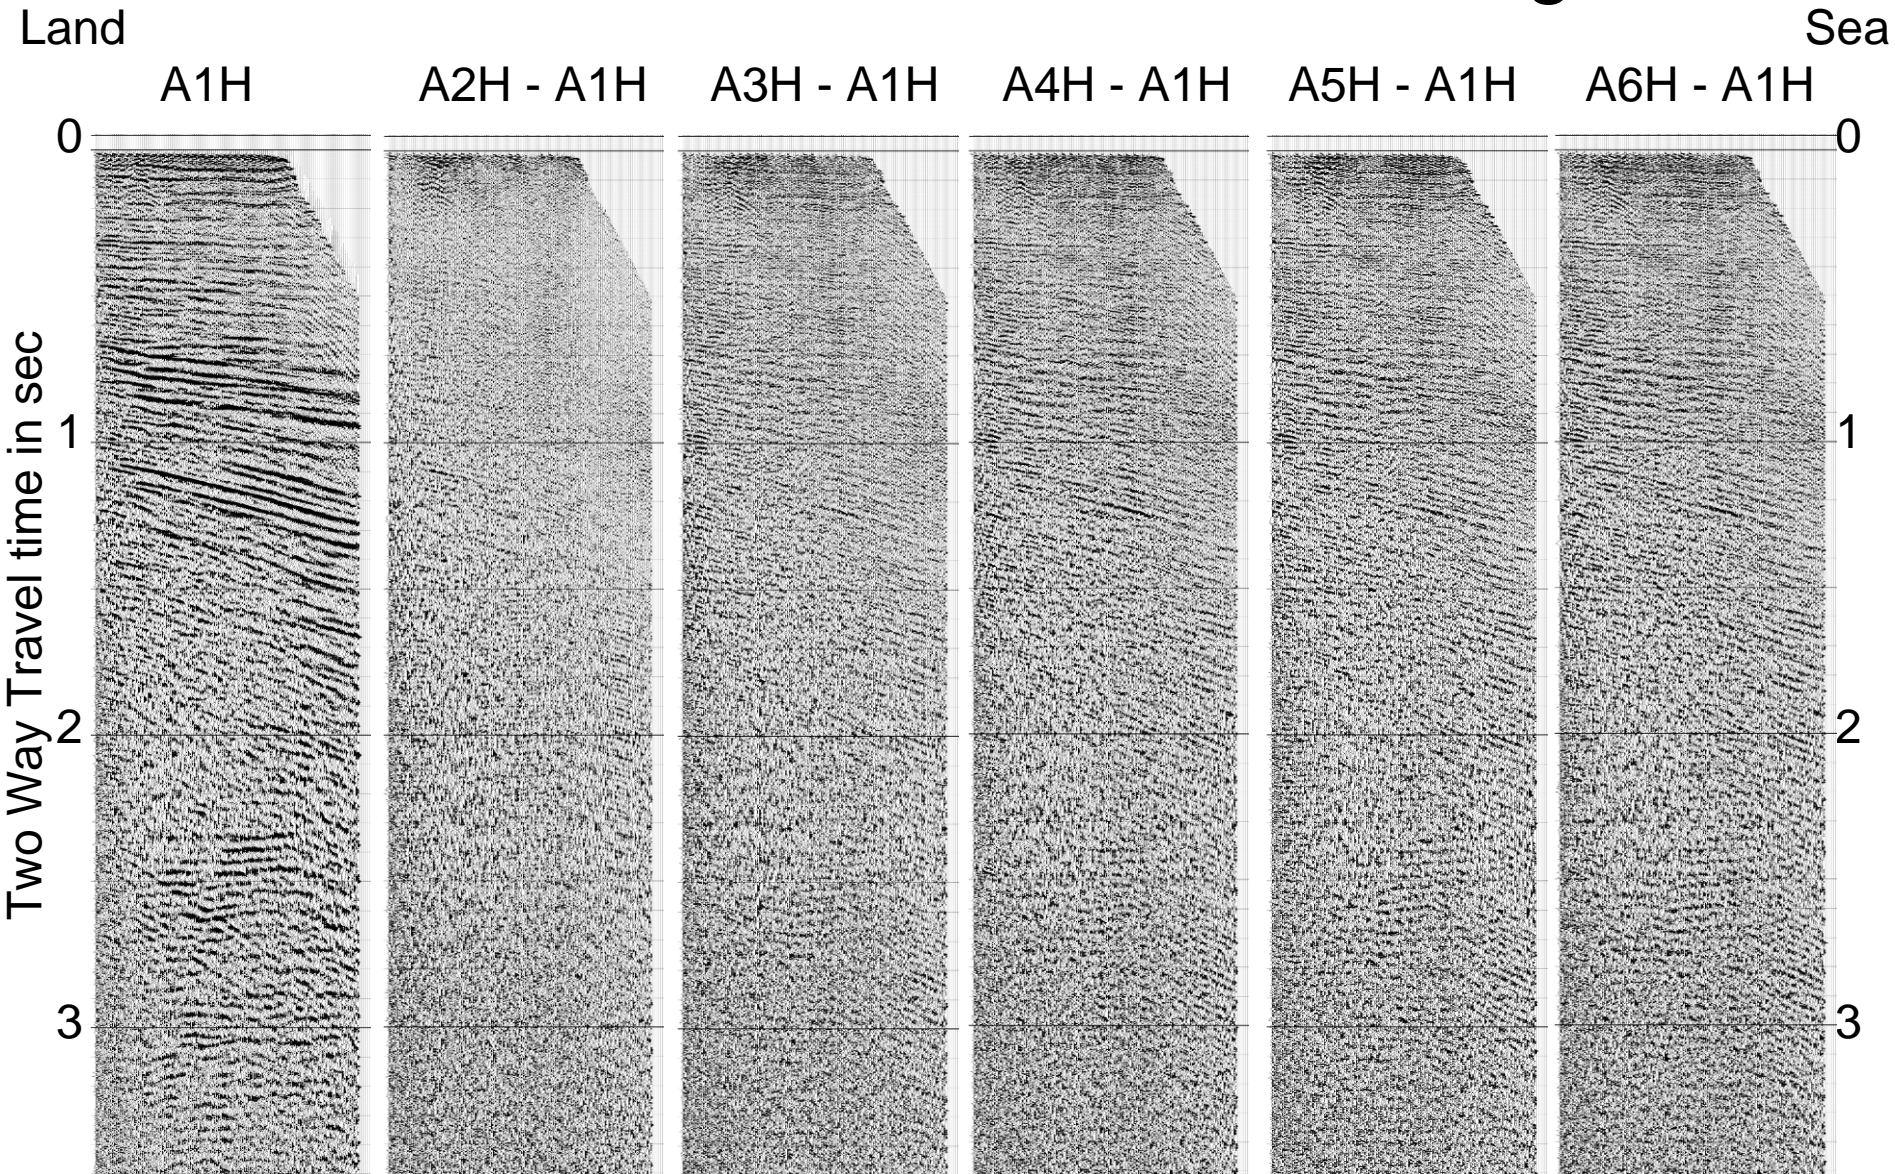 Land Sea
A1H A2H - A1H A3H - A1H A4H - A1H A5H - A1H A6H - A1H
0 0
1 1
2 2
3 3
Two Way Travel time in sec